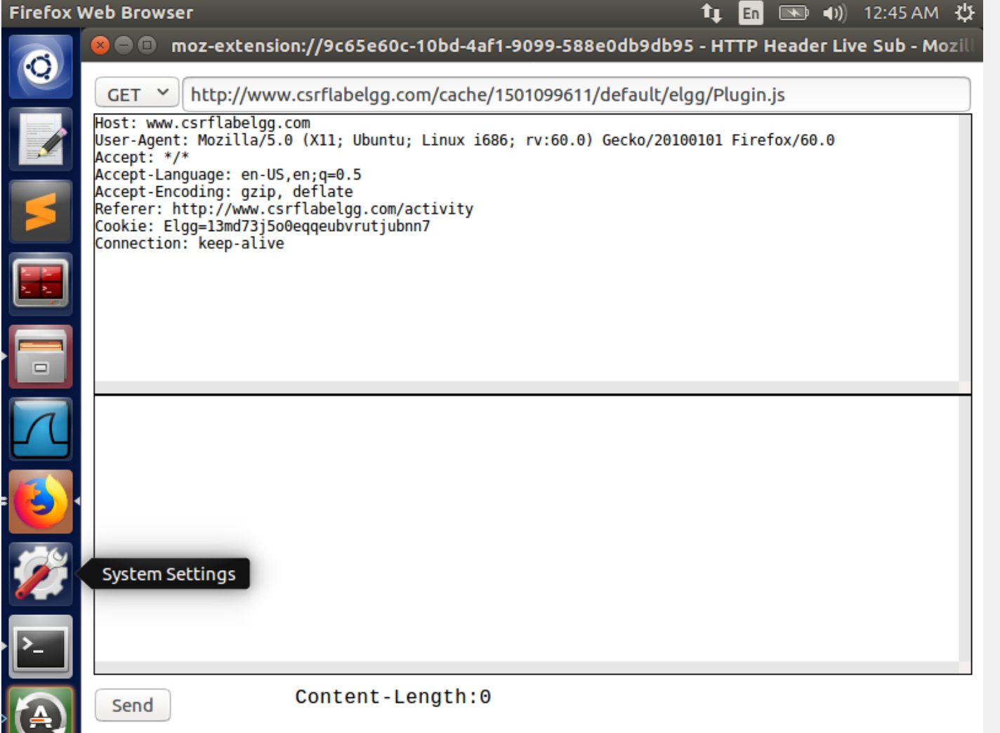 Firefox Web Browser
En
12:45 AM
moz-extension://9c65e60c-10bd-4af1-9099-588e0db9db95 - HTTP Header Live Sub - Mozill
GET
http://www.csrflabelgg.com/cache/1501099611/default/elgg/Plugin.js
Host: www.csrflabelgg.com
User-Agent: Mozilla/5.0 (X11; Ubuntu; Linux i686; rv:60.0) Gecko/20100101 Firefox/60.0
Accept: */*
Accept-Language: en-US,en;q=0.5
Accept-Encoding: gzip, deflate
Referer: http://www.csrflabelgg.com/activity
Cookie: Elgg=13md73j5o0eqqeubvrutjubnn7
Connection: keep-alive
System Settings
Send
Content-Length:0